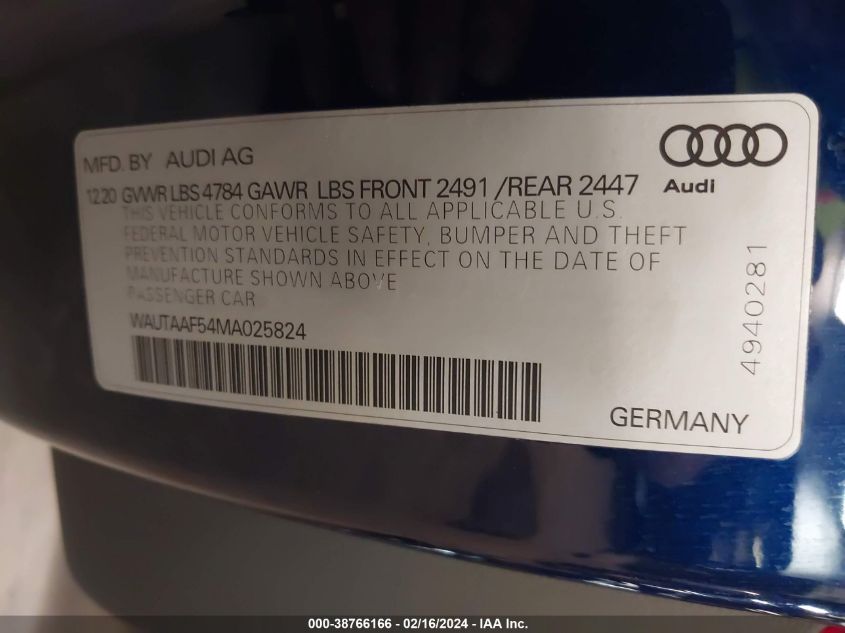 MFD. BY AUDI AG
12.20 GVWR LBS 4784 GAWR LBS FRONT 2491 /REAR 2447
THIS VEHICLE CONFORMS TO ALL APPLICABLE U.S.
FEDERAL MOTOR VEHICLE SAFETY, BUMPER AND THEFT
PREVENTION STANDARDS IN EFFECT ON THE DATE OF
MANUFACTURE SHOWN ABOVE
PASSENGER CAR
WAUTAAF54MA025824
Audi
4940281
GERMANY
000-38766166 - 02/16/2024 - IAA Inc.